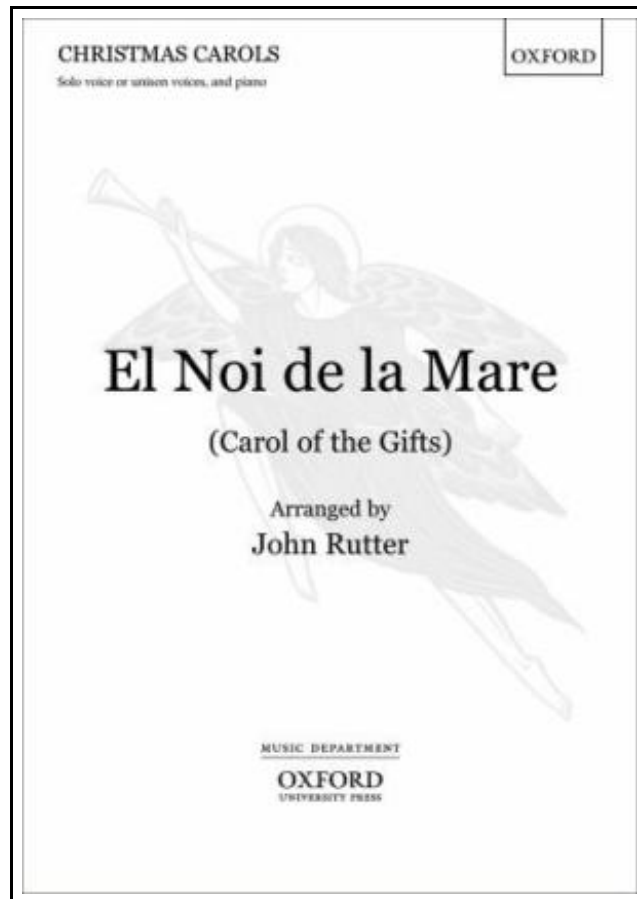 CHRISTMAS CAROLS
OXFORD
Solo voice or unison voices, and piano
El Noi de la Mare
(Carol of the Gifts)
Arranged by
John Rutter
MUSIC DEPARTMENT
OXFORD
UNIVERSITY PRESS